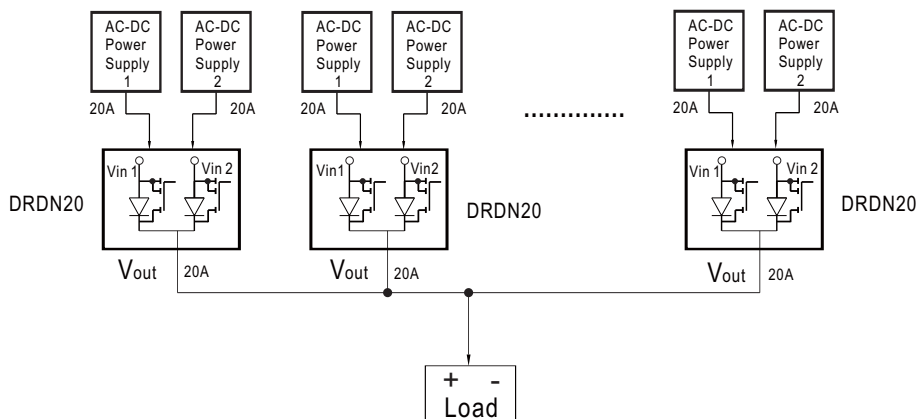 AC-DC
Power
Supply
1
AC-DC
Power
Supply
2
AC-DC
Power
Supply
1
AC-DC
Power
Supply
2
AC-DC
Power
Supply
1
AC-DC
Power
Supply
2
20A
20A
20A
20A
20A
20A
Vin 1
Vin 2
Vin1
Vin2
Vin 1
Vin 2
DRDN20
DRDN20
DRDN20
Vout
20A
Vout
20A
Vout
20A
+ -
Load